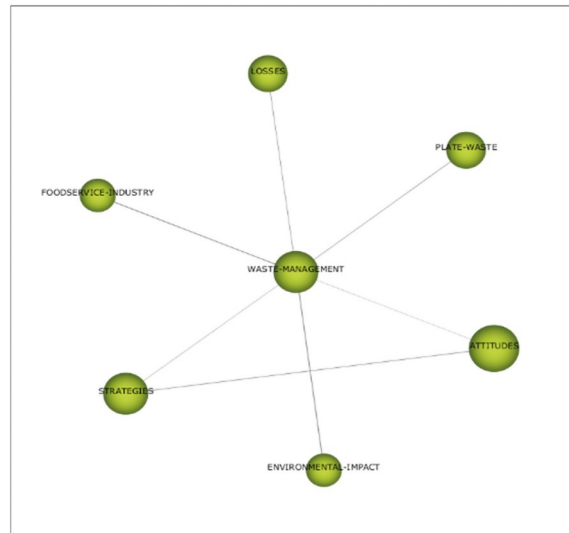 LOSSES
PLATE-WASTE
FOODSERVICE-INDUSTRY
WASTE-MANAGEMENT
ATTITUDES
STRATEGIES
ENVIRONMENTAL-IMPACT